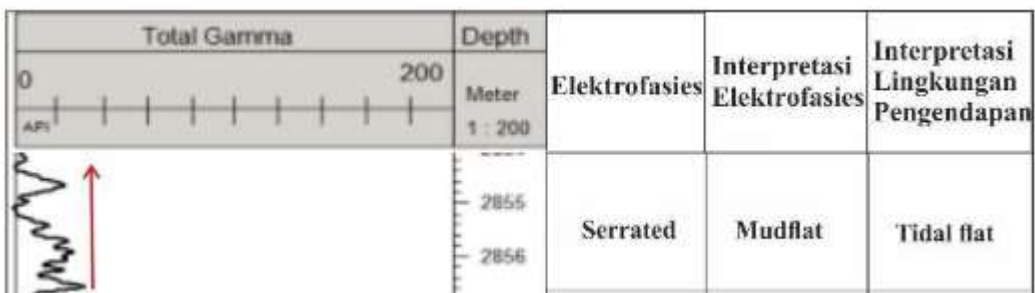 Total Gamma
0 200
API
Depth
Meter
1 : 200
Elektrofasies
Interpretasi
Elektrofasies
Interpretasi
Lingkungan
Pengendapan
2855
2856
Serrated
Mudflat
Tidal flat